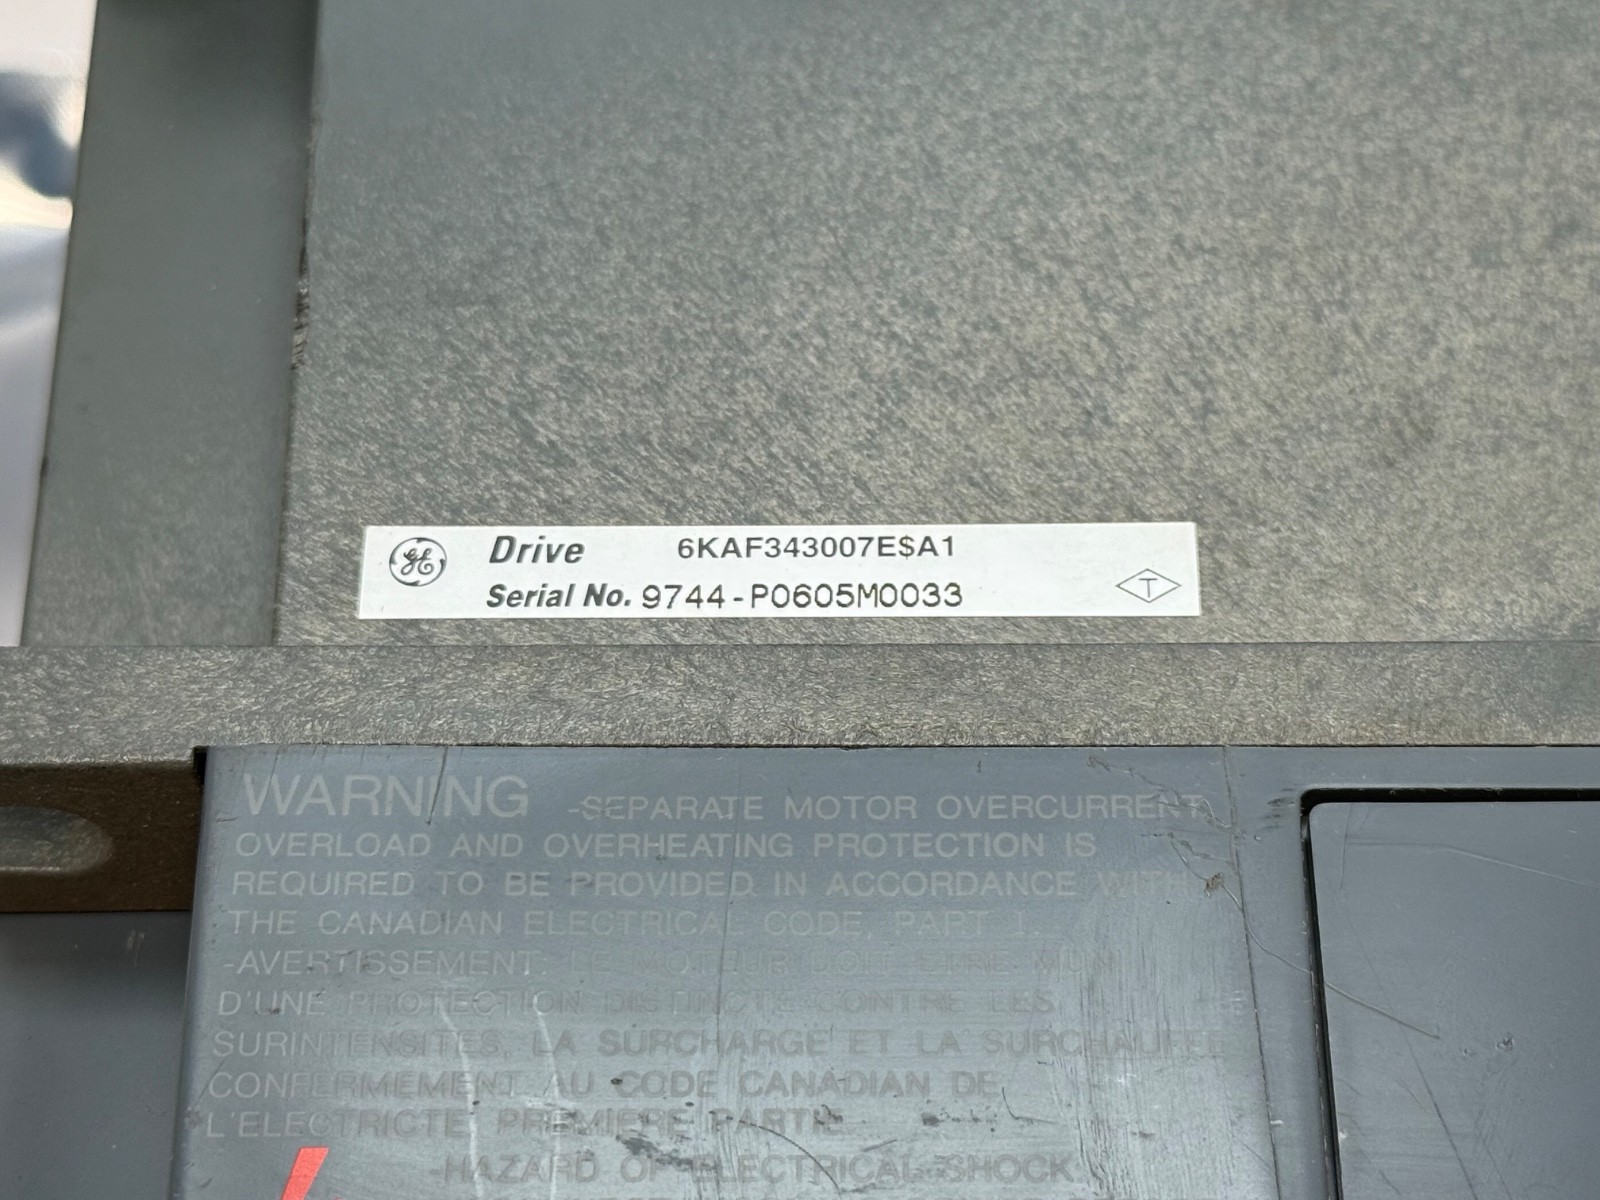 GE Drive 6KAF343007E$A1
Serial No. 9744-P0605M0033
T
WARNING -SEPARATE MOTOR OVERCURRENT,
OVERLOAD AND OVERHEATING PROTECTION IS
REQUIRED TO BE PROVIDED IN ACCORDANCE WITH
THE CANADIAN ELECTRICAL CODE, PART 1.
-AVERTISSEMENT. LE MOTEUR DOIT ETRE MUNI
D'UNE PROTECTION DISTINCTE CONTRE LES
SURINTENSITES, LA SURCHARGE ET LA SURCHAUFFE
CONFERMEMENT AU CODE CANADIAN DE
L'ELECTRICTE PREMIERE PARTIE
-HAZARD OF ELECTRICAL SHOCK